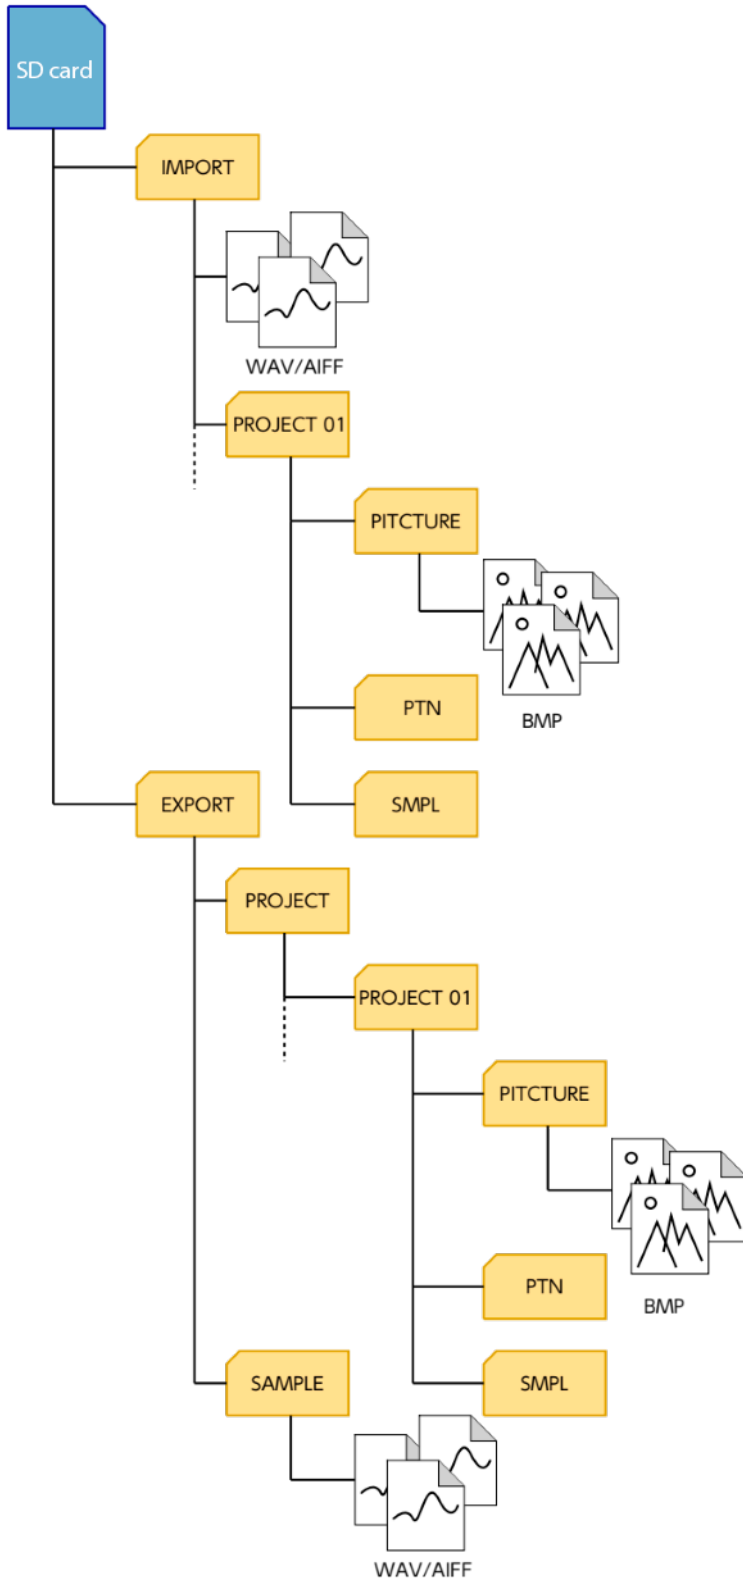 SD card
IMPORT
WAV/AIFF
PROJECT 01
PITCTURE
BMP
PTN
SMPL
EXPORT
PROJECT
PROJECT 01
PITCTURE
BMP
PTN
SMPL
SAMPLE
WAV/AIFF